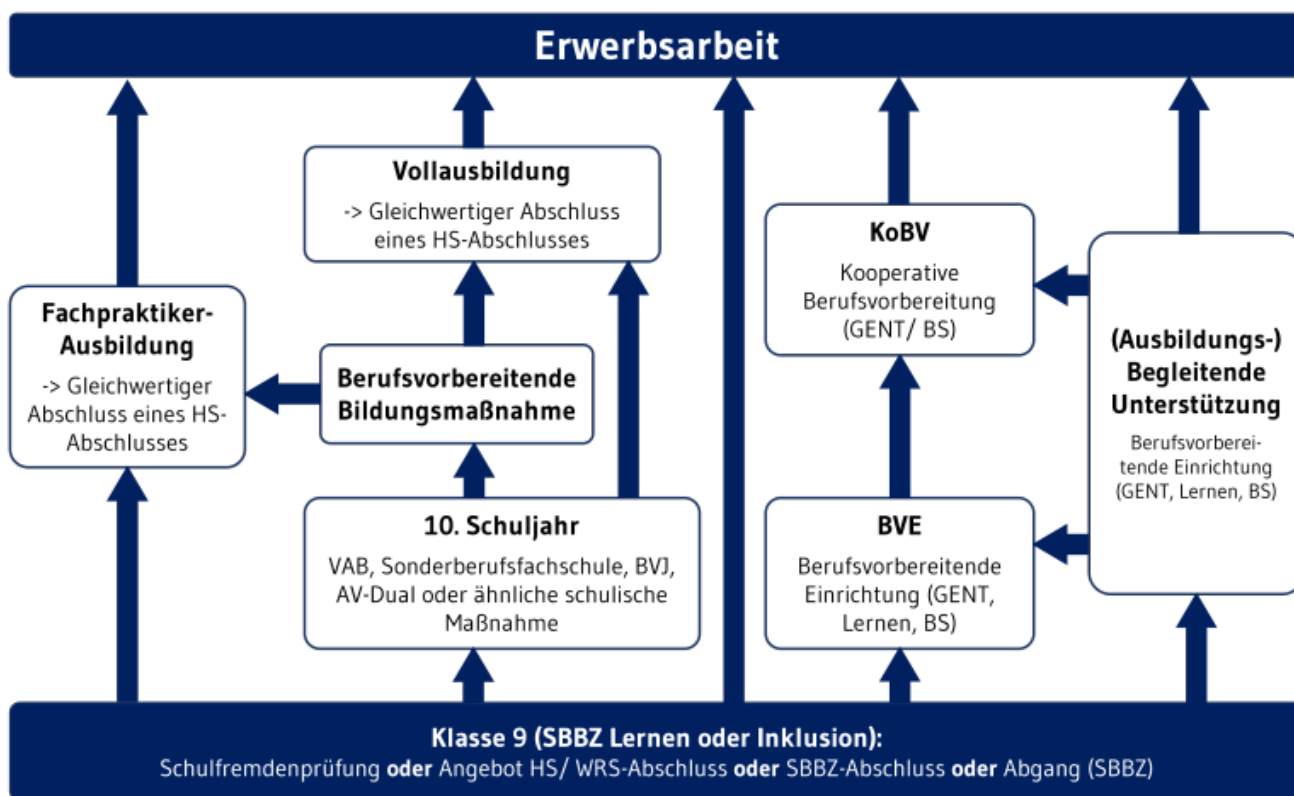 Erwerbsarbeit
Vollausbildung
-> Gleichwertiger Abschluss
eines HS-Abschlusses
KoBV
Kooperative
Berufsvorbereitung
(GENT/ BS)
(Ausbildungs-)
Begleitende
Unterstützung
Berufsvorberei-
tende Einrichtung
(GENT, Lernen, BS)
Fachpraktiker-
Ausbildung
-> Gleichwertiger
Abschluss eines HS-
Abschlusses
Berufsvorbereitende
Bildungsmaßnahme
10. Schuljahr
VAB, Sonderberufsfachschule, BVJ,
AV-Dual oder ähnliche schulische
Maßnahme
BVE
Berufsvorbereitende
Einrichtung (GENT,
Lernen, BS)
Klasse 9 (SBBZ Lernen oder Inklusion):
Schulfremdenprüfung oder Angebot HS/ WRS-Abschluss oder SBBZ-Abschluss oder Abgang (SBBZ)